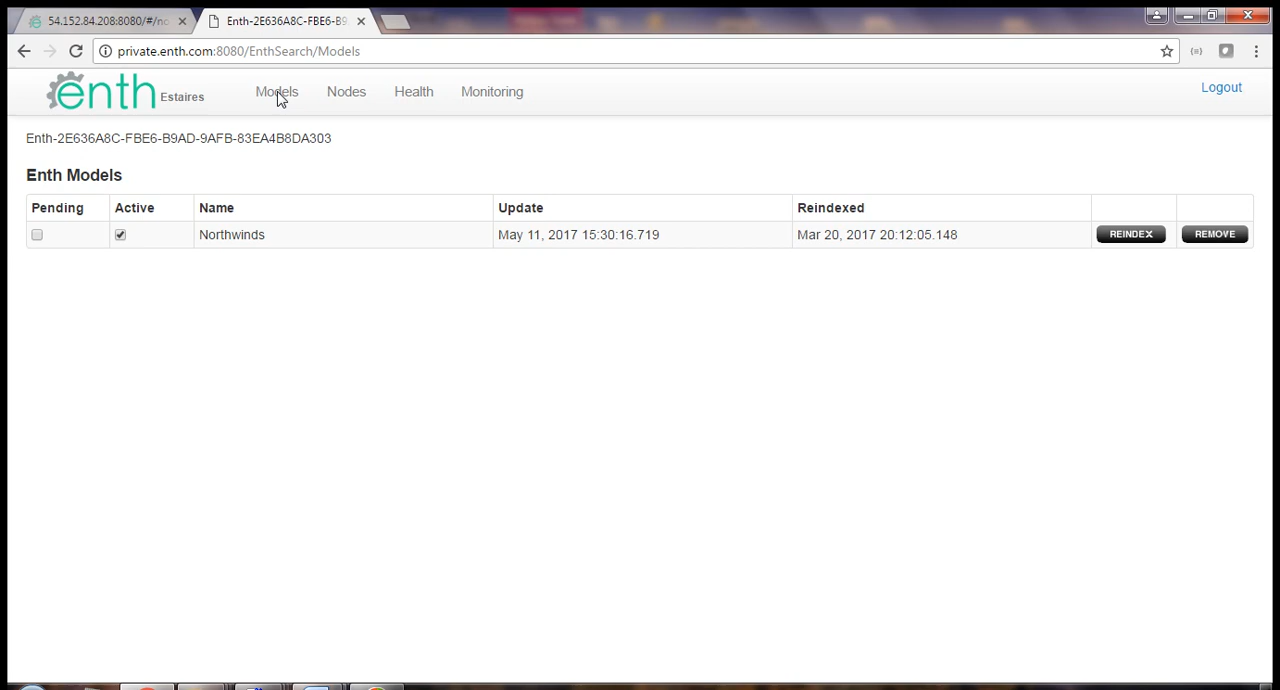 54.152.84.208:8080/#/no
Enth-2E636A8C-FBE6-B9
private.enth.com:8080/EnthSearch/Models
enth Estaires Models Nodes Health Monitoring Logout
Enth-2E636A8C-FBE6-B9AD-9AFB-83EA4B8DA303
Enth Models
Pending Active Name Update Reindexed
Northwinds May 11, 2017 15:30:16.719 Mar 20, 2017 20:12:05.148 REINDEX REMOVE